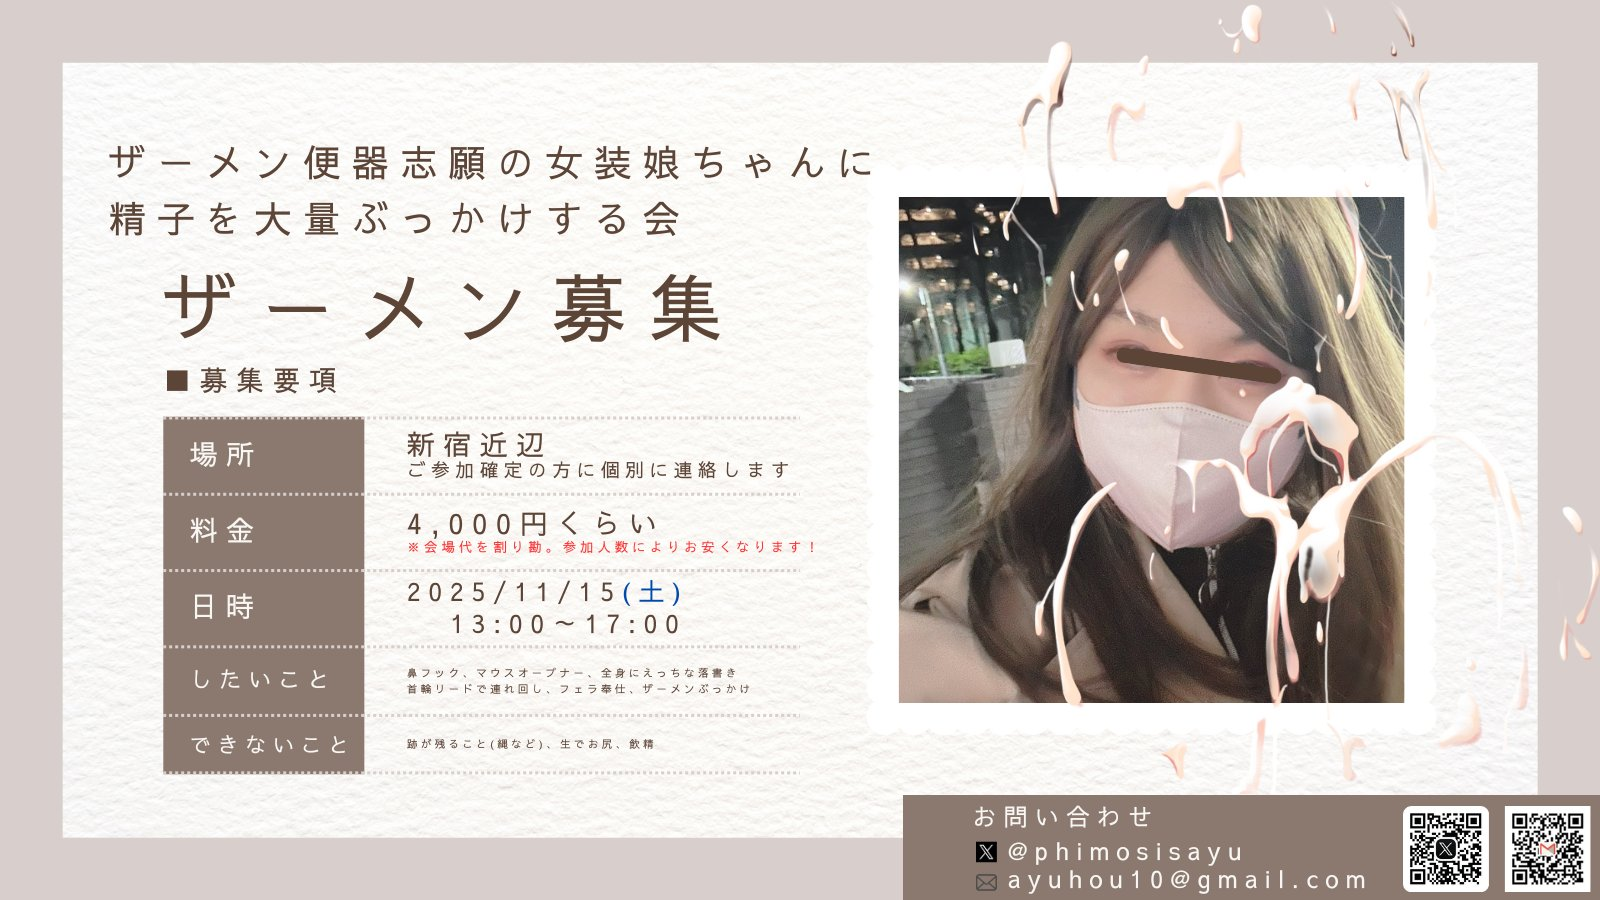 ザーメン便器志願の女装娘ちゃんに
精子を大量ぶっかけする会
ザーメン募集
■募集要項
場所
新宿近辺
ご参加確定の方に個別に連絡します
料金
4,000円くらい
※会場代を割り勘。参加人数によりお安くなります！
日時
2025/11/15(土)
13:00～17:00
したいこと
鼻フック、マウスオープナー、全身にえっちな落書き
首輪リードで連れ回し、フェラ奉仕、ザーメンぶっかけ
できないこと
跡が残ること(縄など)、生でお尻、飲精
お問い合わせ
@phimosisayu
ayuhou10@gmail.com